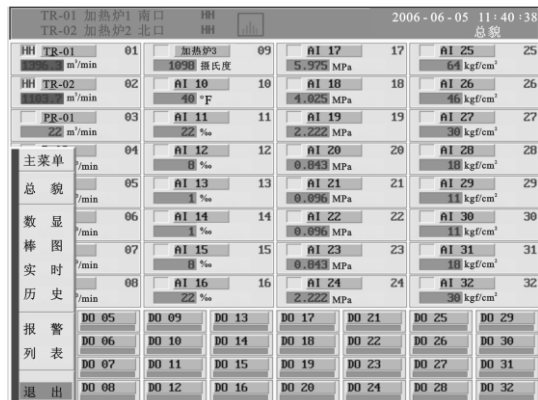 TR-01 加热炉1 南口 HH 2006-06-05 11:40:38
TR-02 加热炉2 北口 HH 总貌
HH TR-01 01 加热炉3 09 AI 17 17 AI 25 25
1396.3 m³/min 1098 摄氏度 5.975 MPa 64 kgf/cm²
HH TR-02 02 AI 10 10 AI 18 18 AI 26 26
1103.7 m³/min 40 °F 4.025 MPa 46 kgf/cm²
PR-01 03 AI 11 11 AI 19 19 AI 27 27
22 m³/min 22 ‰ 2.222 MPa 30 kgf/cm²
主菜单 04 AI 12 12 AI 20 20 AI 28 28
³/min 8 ‰ 0.843 MPa 18 kgf/cm²
总 貌 05 AI 13 13 AI 21 21 AI 29 29
³/min 1 ‰ 0.096 MPa 11 kgf/cm²
数 显 06 AI 14 14 AI 22 22 AI 30 30
³/min 1 ‰ 0.096 MPa 11 kgf/cm²
棒 图 07 AI 15 15 AI 23 23 AI 31 31
实 时 ³/min 8 ‰ 0.843 MPa 18 kgf/cm²
08 AI 16 16 AI 24 24 AI 32 32
历 史 ³/min 22 ‰ 2.222 MPa 30 kgf/cm²
DO 05 DO 09 DO 13 DO 17 DO 21 DO 25 DO 29
报 警 DO 06 DO 10 DO 14 DO 18 DO 22 DO 26 DO 30
列 表 DO 07 DO 11 DO 15 DO 19 DO 23 DO 27 DO 31
退 出 DO 08 DO 12 DO 16 DO 20 DO 24 DO 28 DO 32